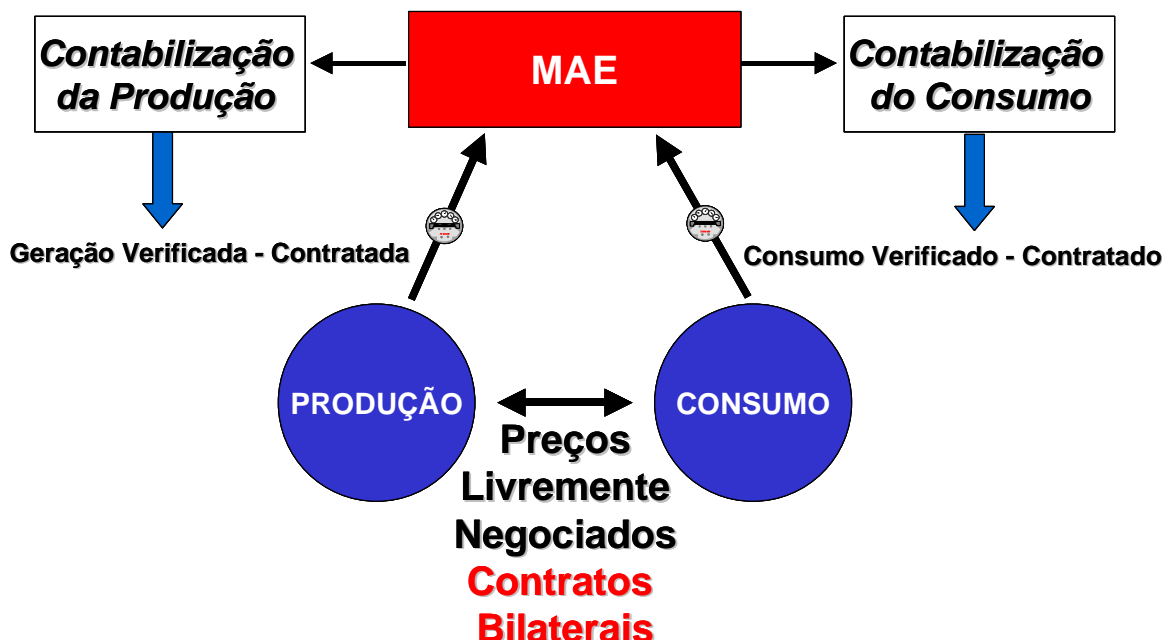 Contabilização
da Produção
MAE
Contabilização
do Consumo
Geração Verificada - Contratada
Consumo Verificado - Contratado
PRODUÇÃO
CONSUMO
Preços
Livremente
Negociados
Contratos
Bilaterais